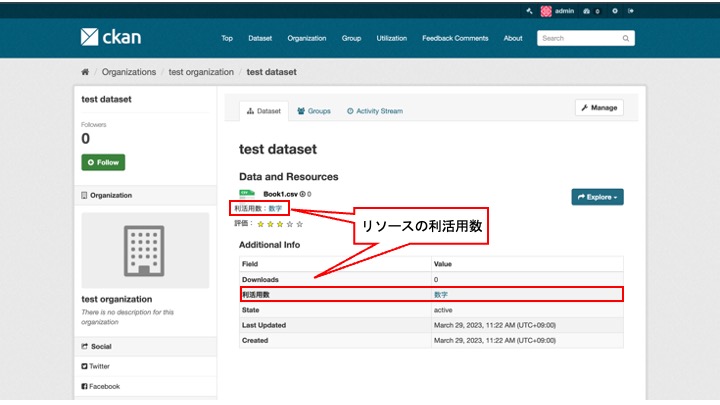 admin 0
ckan Top Dataset Organization Group Utilization Feedback Comments About Search
/ Organizations / test organization / test dataset
test dataset
Followers
0
Follow
Organization
test organization
There is no description for this
organization
Social
Twitter
Facebook
Dataset Groups Activity Stream Manage
test dataset
Data and Resources
CSV Book1.csv 0
Explore
利活用数：数字
評価：
リソースの利活用数
Additional Info
Field Value
Downloads 0
利活用数 数字
State active
Last Updated March 29, 2023, 11:22 AM (UTC+09:00)
Created March 29, 2023, 11:22 AM (UTC+09:00)